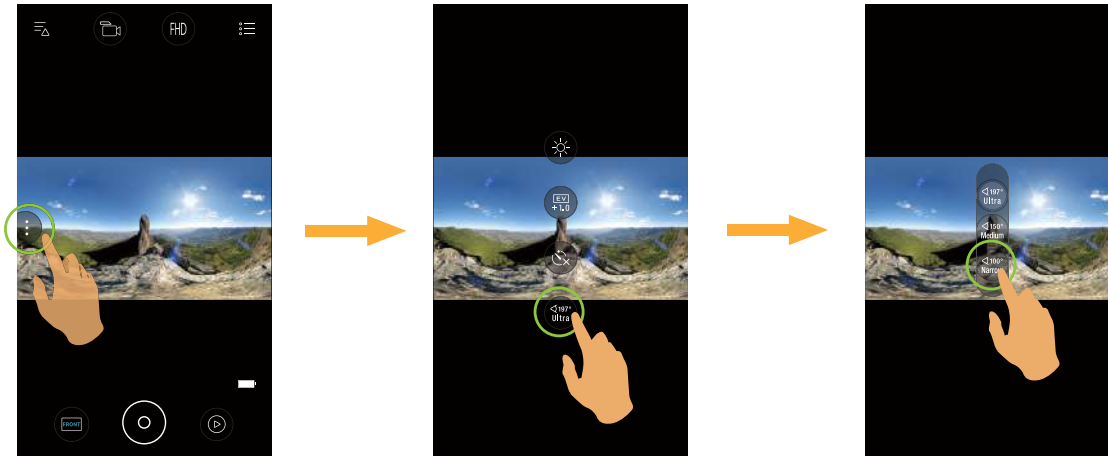 FHD
FRONT
EV
+1.0
197°
Ultra
197°
Ultra
150°
Medium
100°
Narrow